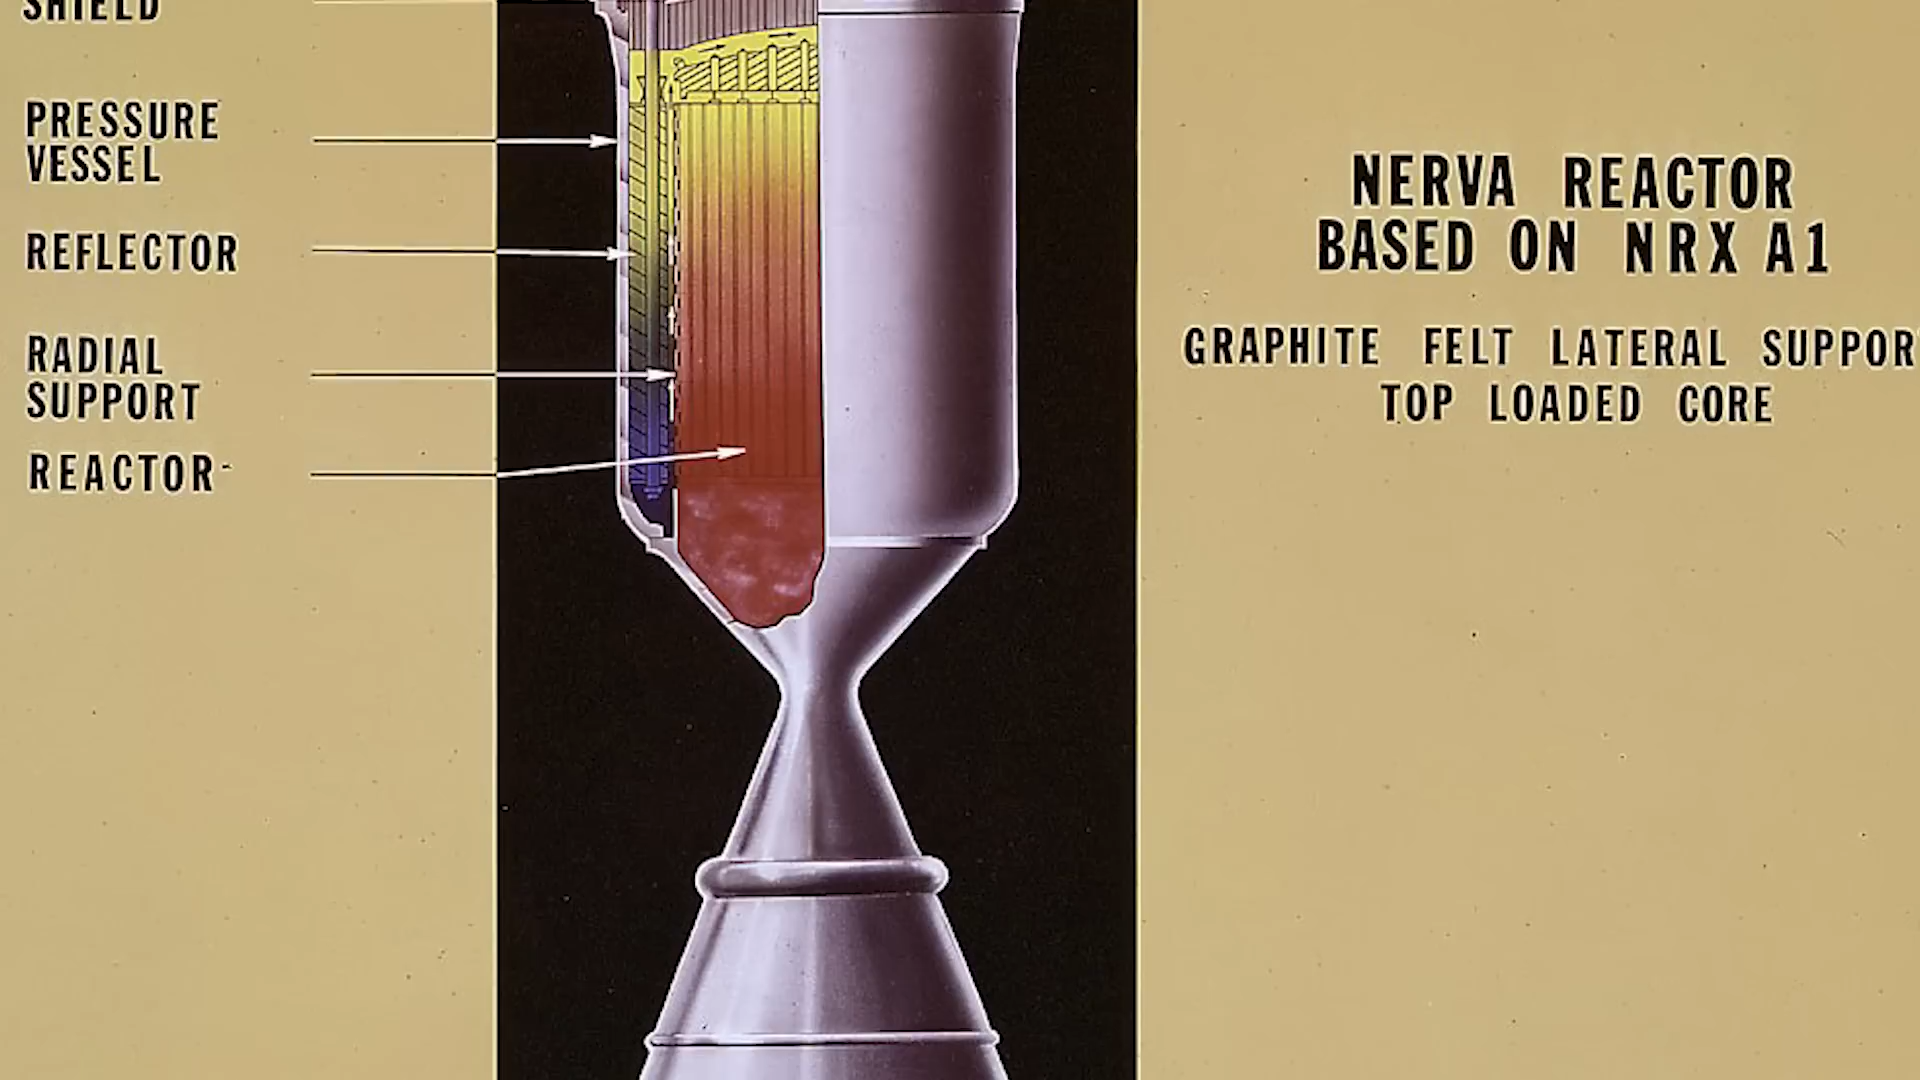 SHIELD
PRESSURE
VESSEL
REFLECTOR
RADIAL
SUPPORT
REACTOR
NERVA REACTOR
BASED ON NRX A1
GRAPHITE FELT LATERAL SUPPOR
TOP LOADED CORE